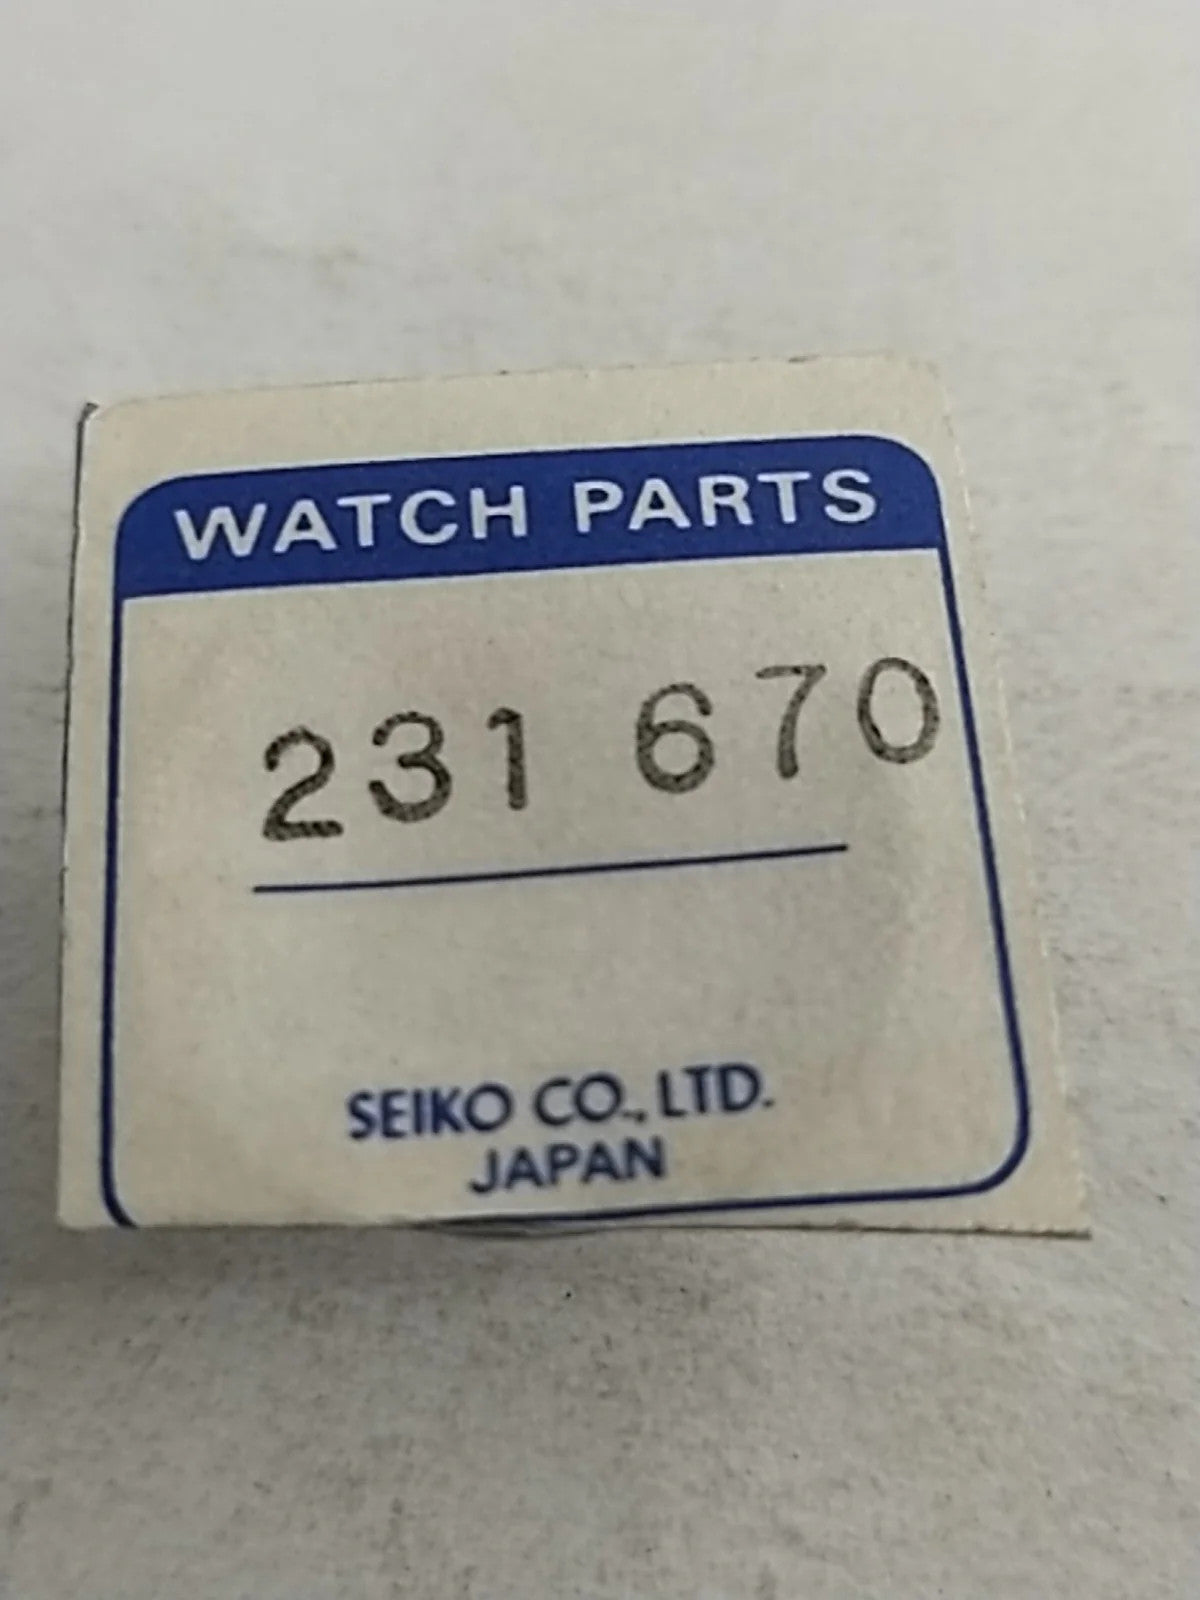 WATCH PARTS
231 670
SEIKO CO., LTD.
JAPAN